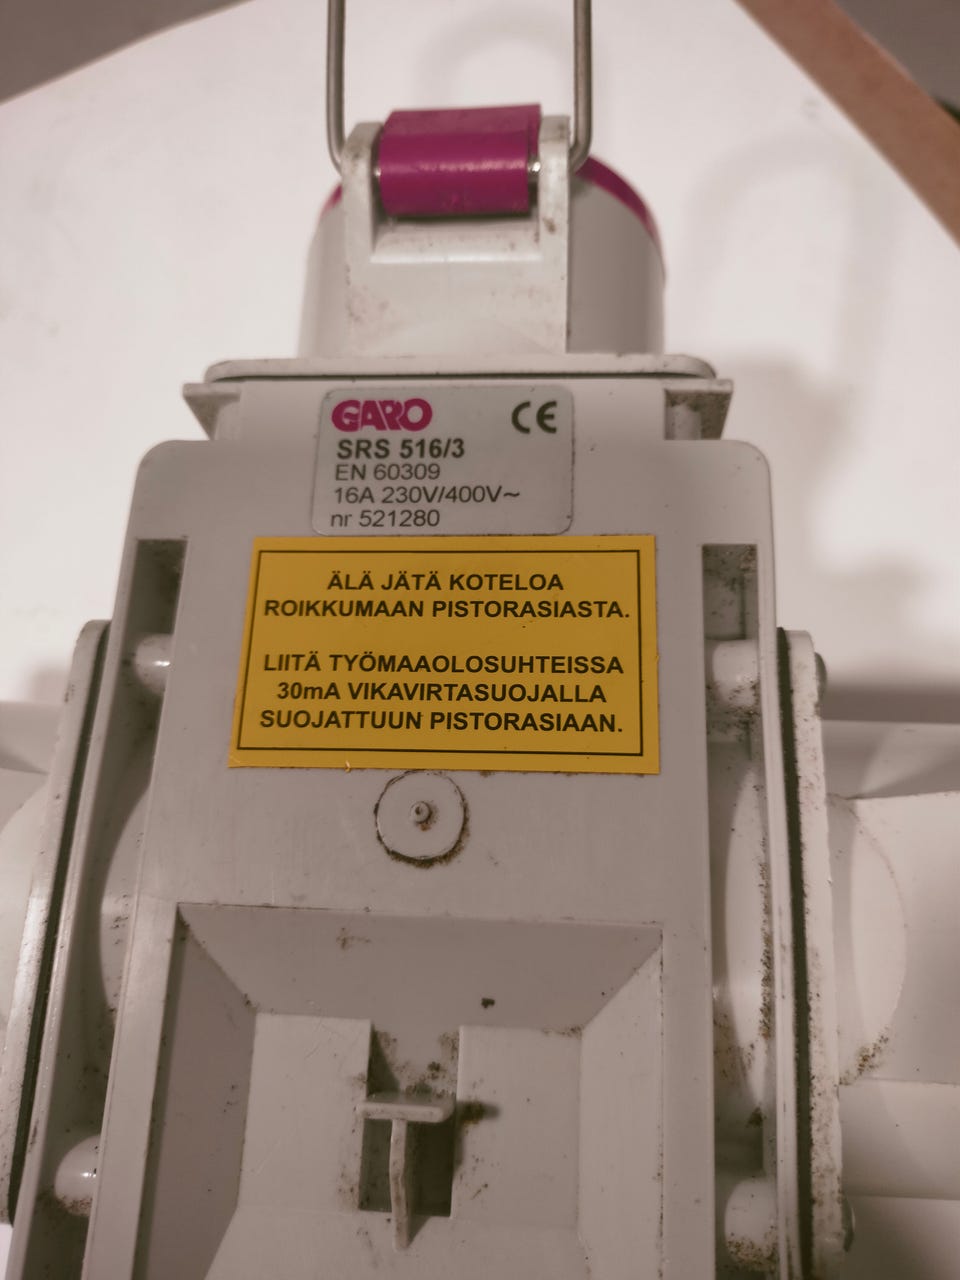 GARO CE
SRS 516/3
EN 60309
16A 230V/400V~
nr 521280
ÄLÄ JÄTÄ KOTELOA
ROIKKUMAAN PISTORASIASTA.
LIITÄ TYÖMAAOLOSUHTEISSA
30mA VIKAVIRTASUOJALLA
SUOJATTUUN PISTORASIAAN.